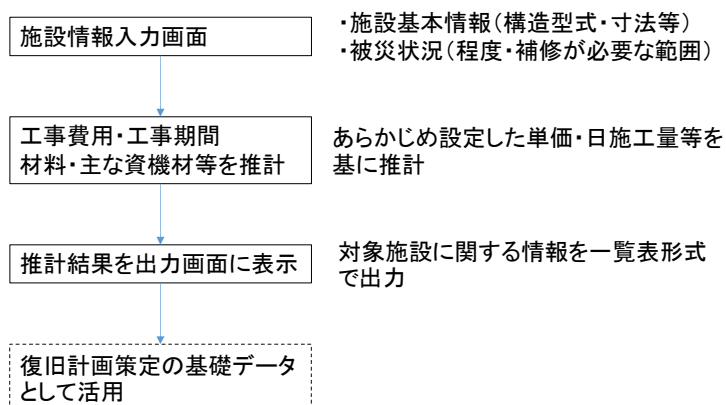 施設情報入力画面
・施設基本情報(構造型式・寸法等)
・被災状況(程度・補修が必要な範囲)
工事費用・工事期間
材料・主な資機材等を推計
あらかじめ設定した単価・日施工量等を
基に推計
推計結果を出力画面に表示
対象施設に関する情報を一覧表形式
で出力
復旧計画策定の基礎データ
として活用